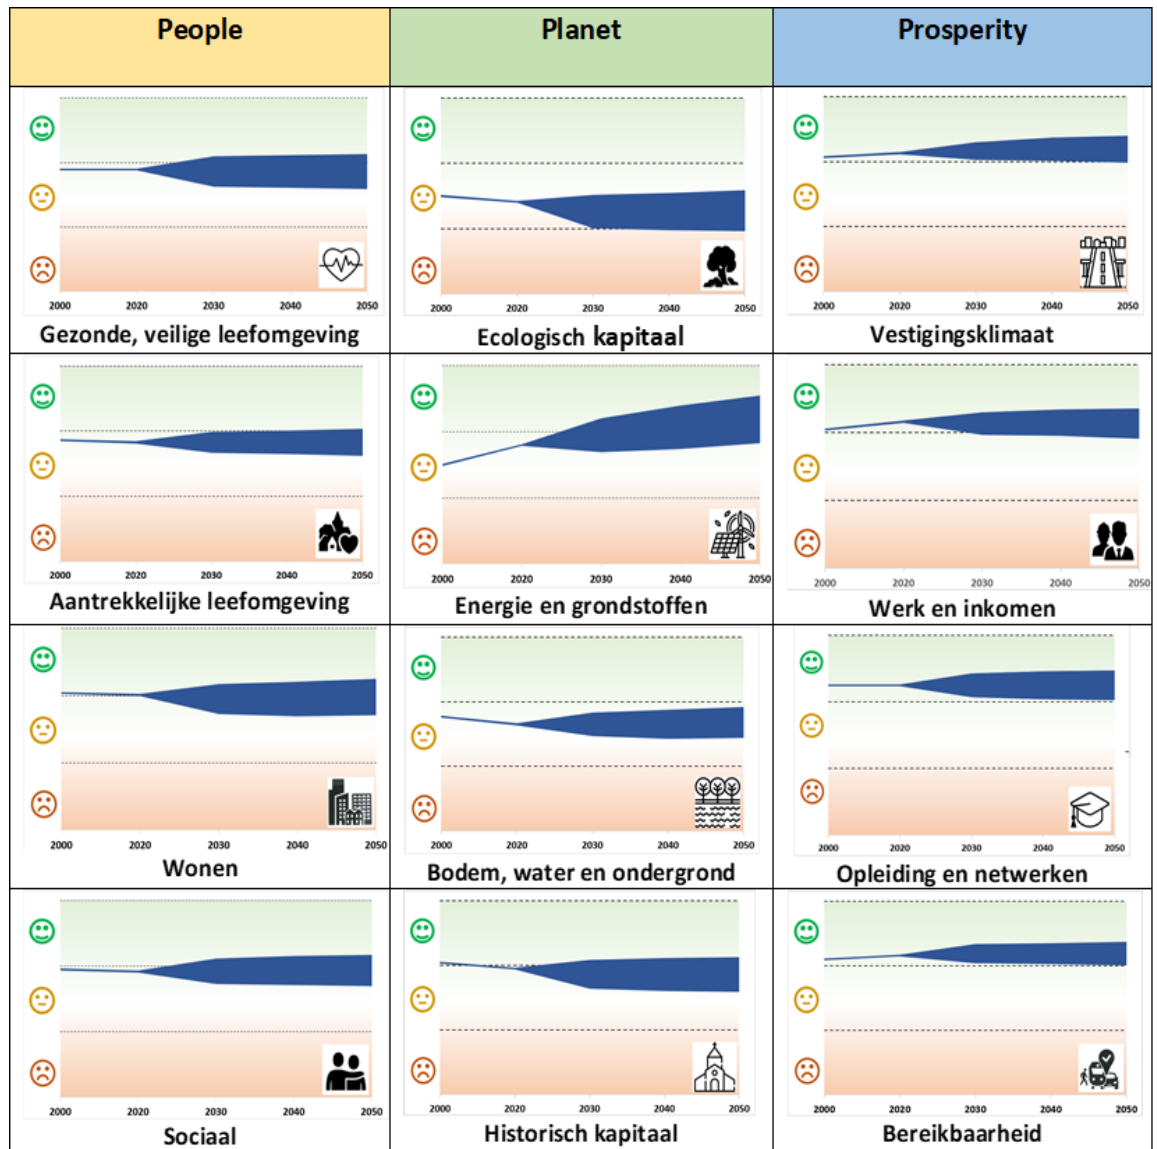 People Planet Prosperity
2000 2020 2030 2040 2050
Gezonde, veilige leefomgeving
2000 2020 2030 2040 2050
Ecologisch kapitaal
2000 2020 2030 2040 2050
Vestigingsklimaat
2000 2020 2030 2040 2050
Aantrekkelijke leefomgeving
2000 2020 2030 2040 2050
Energie en grondstoffen
2000 2020 2030 2040 2050
Werk en inkomen
2000 2020 2030 2040 2050
Wonen
2000 2020 2030 2040 2050
Bodem, water en ondergrond
2000 2020 2030 2040 2050
Opleiding en netwerken
2000 2020 2030 2040 2050
Sociaal
2000 2020 2030 2040 2050
Historisch kapitaal
2000 2020 2030 2040 2050
Bereikbaarheid